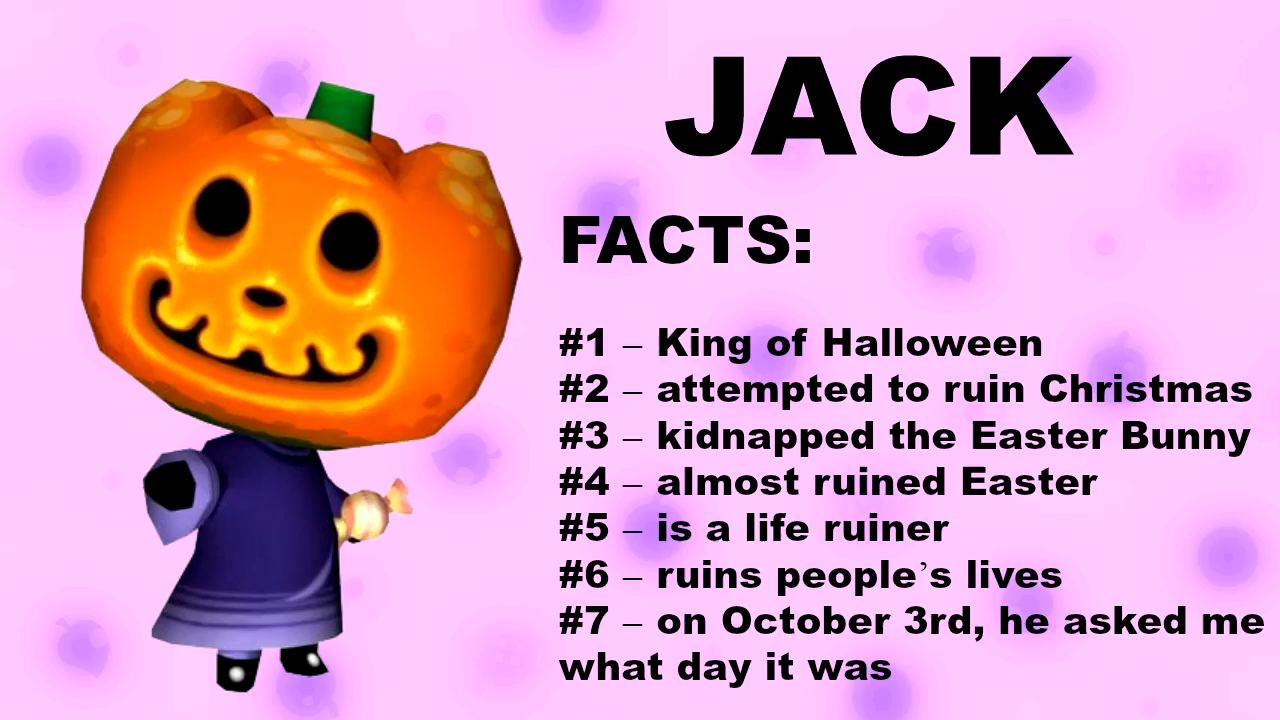 JACK
FACTS:
#1 – King of Halloween
#2 – attempted to ruin Christmas
#3 – kidnapped the Easter Bunny
#4 – almost ruined Easter
#5 – is a life ruiner
#6 – ruins people’s lives
#7 – on October 3rd, he asked me
what day it was